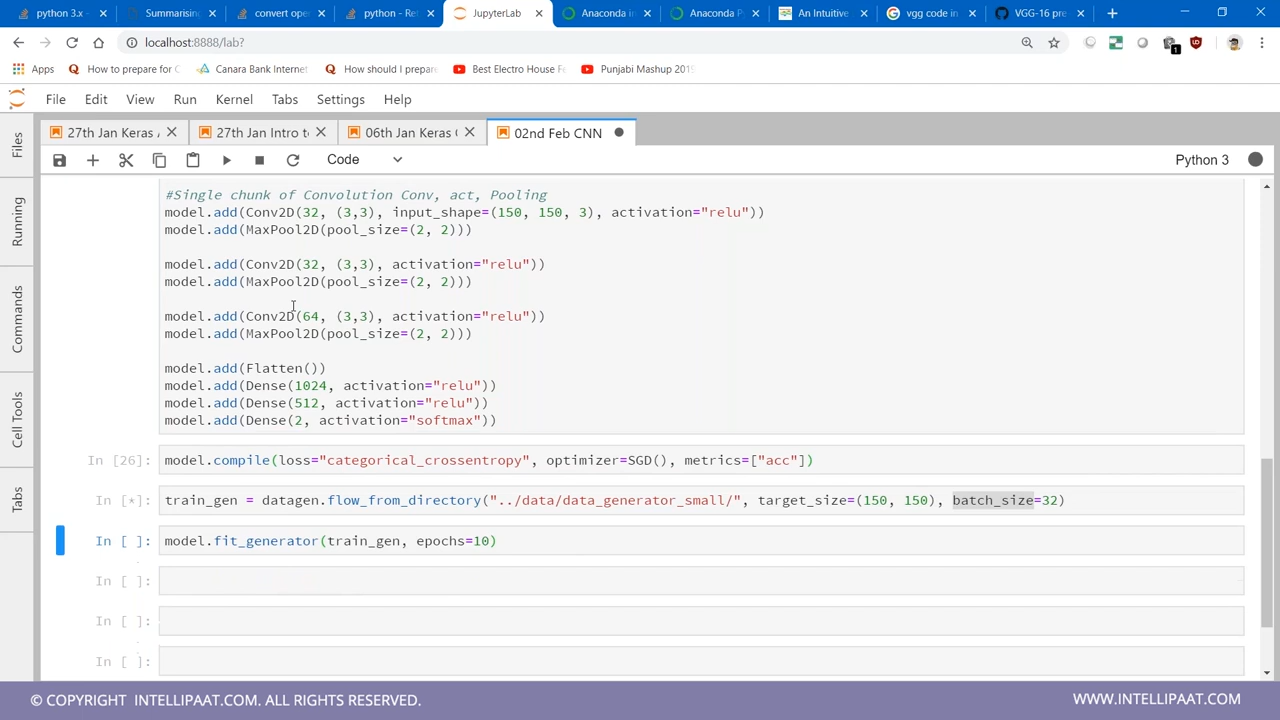 python 3.x -
Summarising
convert ope
python - Ret
JupyterLab
Anaconda in
Anaconda P
An Intuitive
vgg code in
VGG-16 pre
localhost:8888/lab?
Apps
How to prepare for C
Canara Bank Internet
How should I prepare
Best Electro House Fe
Punjabi Mashup 2019
File Edit View Run Kernel Tabs Settings Help
27th Jan Keras
27th Jan Intro t
06th Jan Keras
02nd Feb CNN
Code
Python 3
Files
Running
Commands
Cell Tools
Tabs
#Single chunk of Convolution Conv, act, Pooling
model.add(Conv2D(32, (3,3), input_shape=(150, 150, 3), activation="relu"))
model.add(MaxPool2D(pool_size=(2, 2)))
model.add(Conv2D(32, (3,3), activation="relu"))
model.add(MaxPool2D(pool_size=(2, 2)))
model.add(Conv2D(64, (3,3), activation="relu"))
model.add(MaxPool2D(pool_size=(2, 2)))
model.add(Flatten())
model.add(Dense(1024, activation="relu"))
model.add(Dense(512, activation="relu"))
model.add(Dense(2, activation="softmax"))
In [26]: model.compile(loss="categorical_crossentropy", optimizer=SGD(), metrics=["acc"])
In [*]: train_gen = datagen.flow_from_directory("../data/data_generator_small/", target_size=(150, 150), batch_size=32)
In [ ]: model.fit_generator(train_gen, epochs=10)
In [ ]:
In [ ]:
In [ ]:
© COPYRIGHT INTELLIPAAT.COM. ALL RIGHTS RESERVED.
WWW.INTELLIPAAT.COM